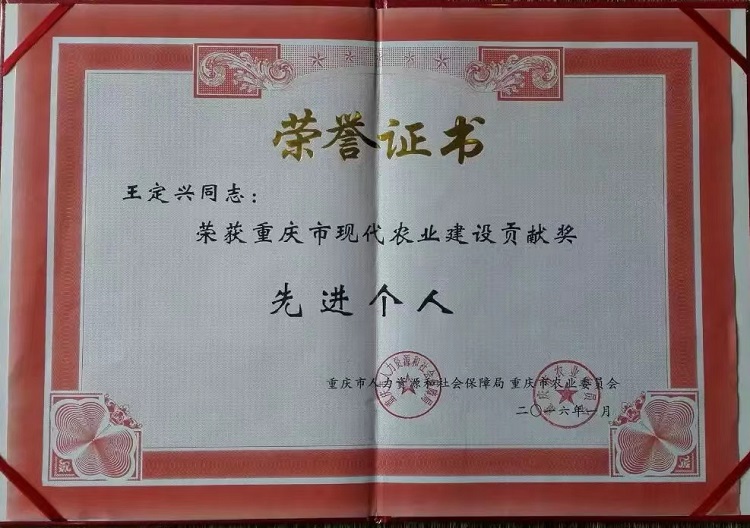 荣誉证书
王定兴同志：
荣获重庆市现代农业建设贡献奖
先进个人
重庆市人力资源和社会保障局 重庆市农业委员会
二〇一六年一月